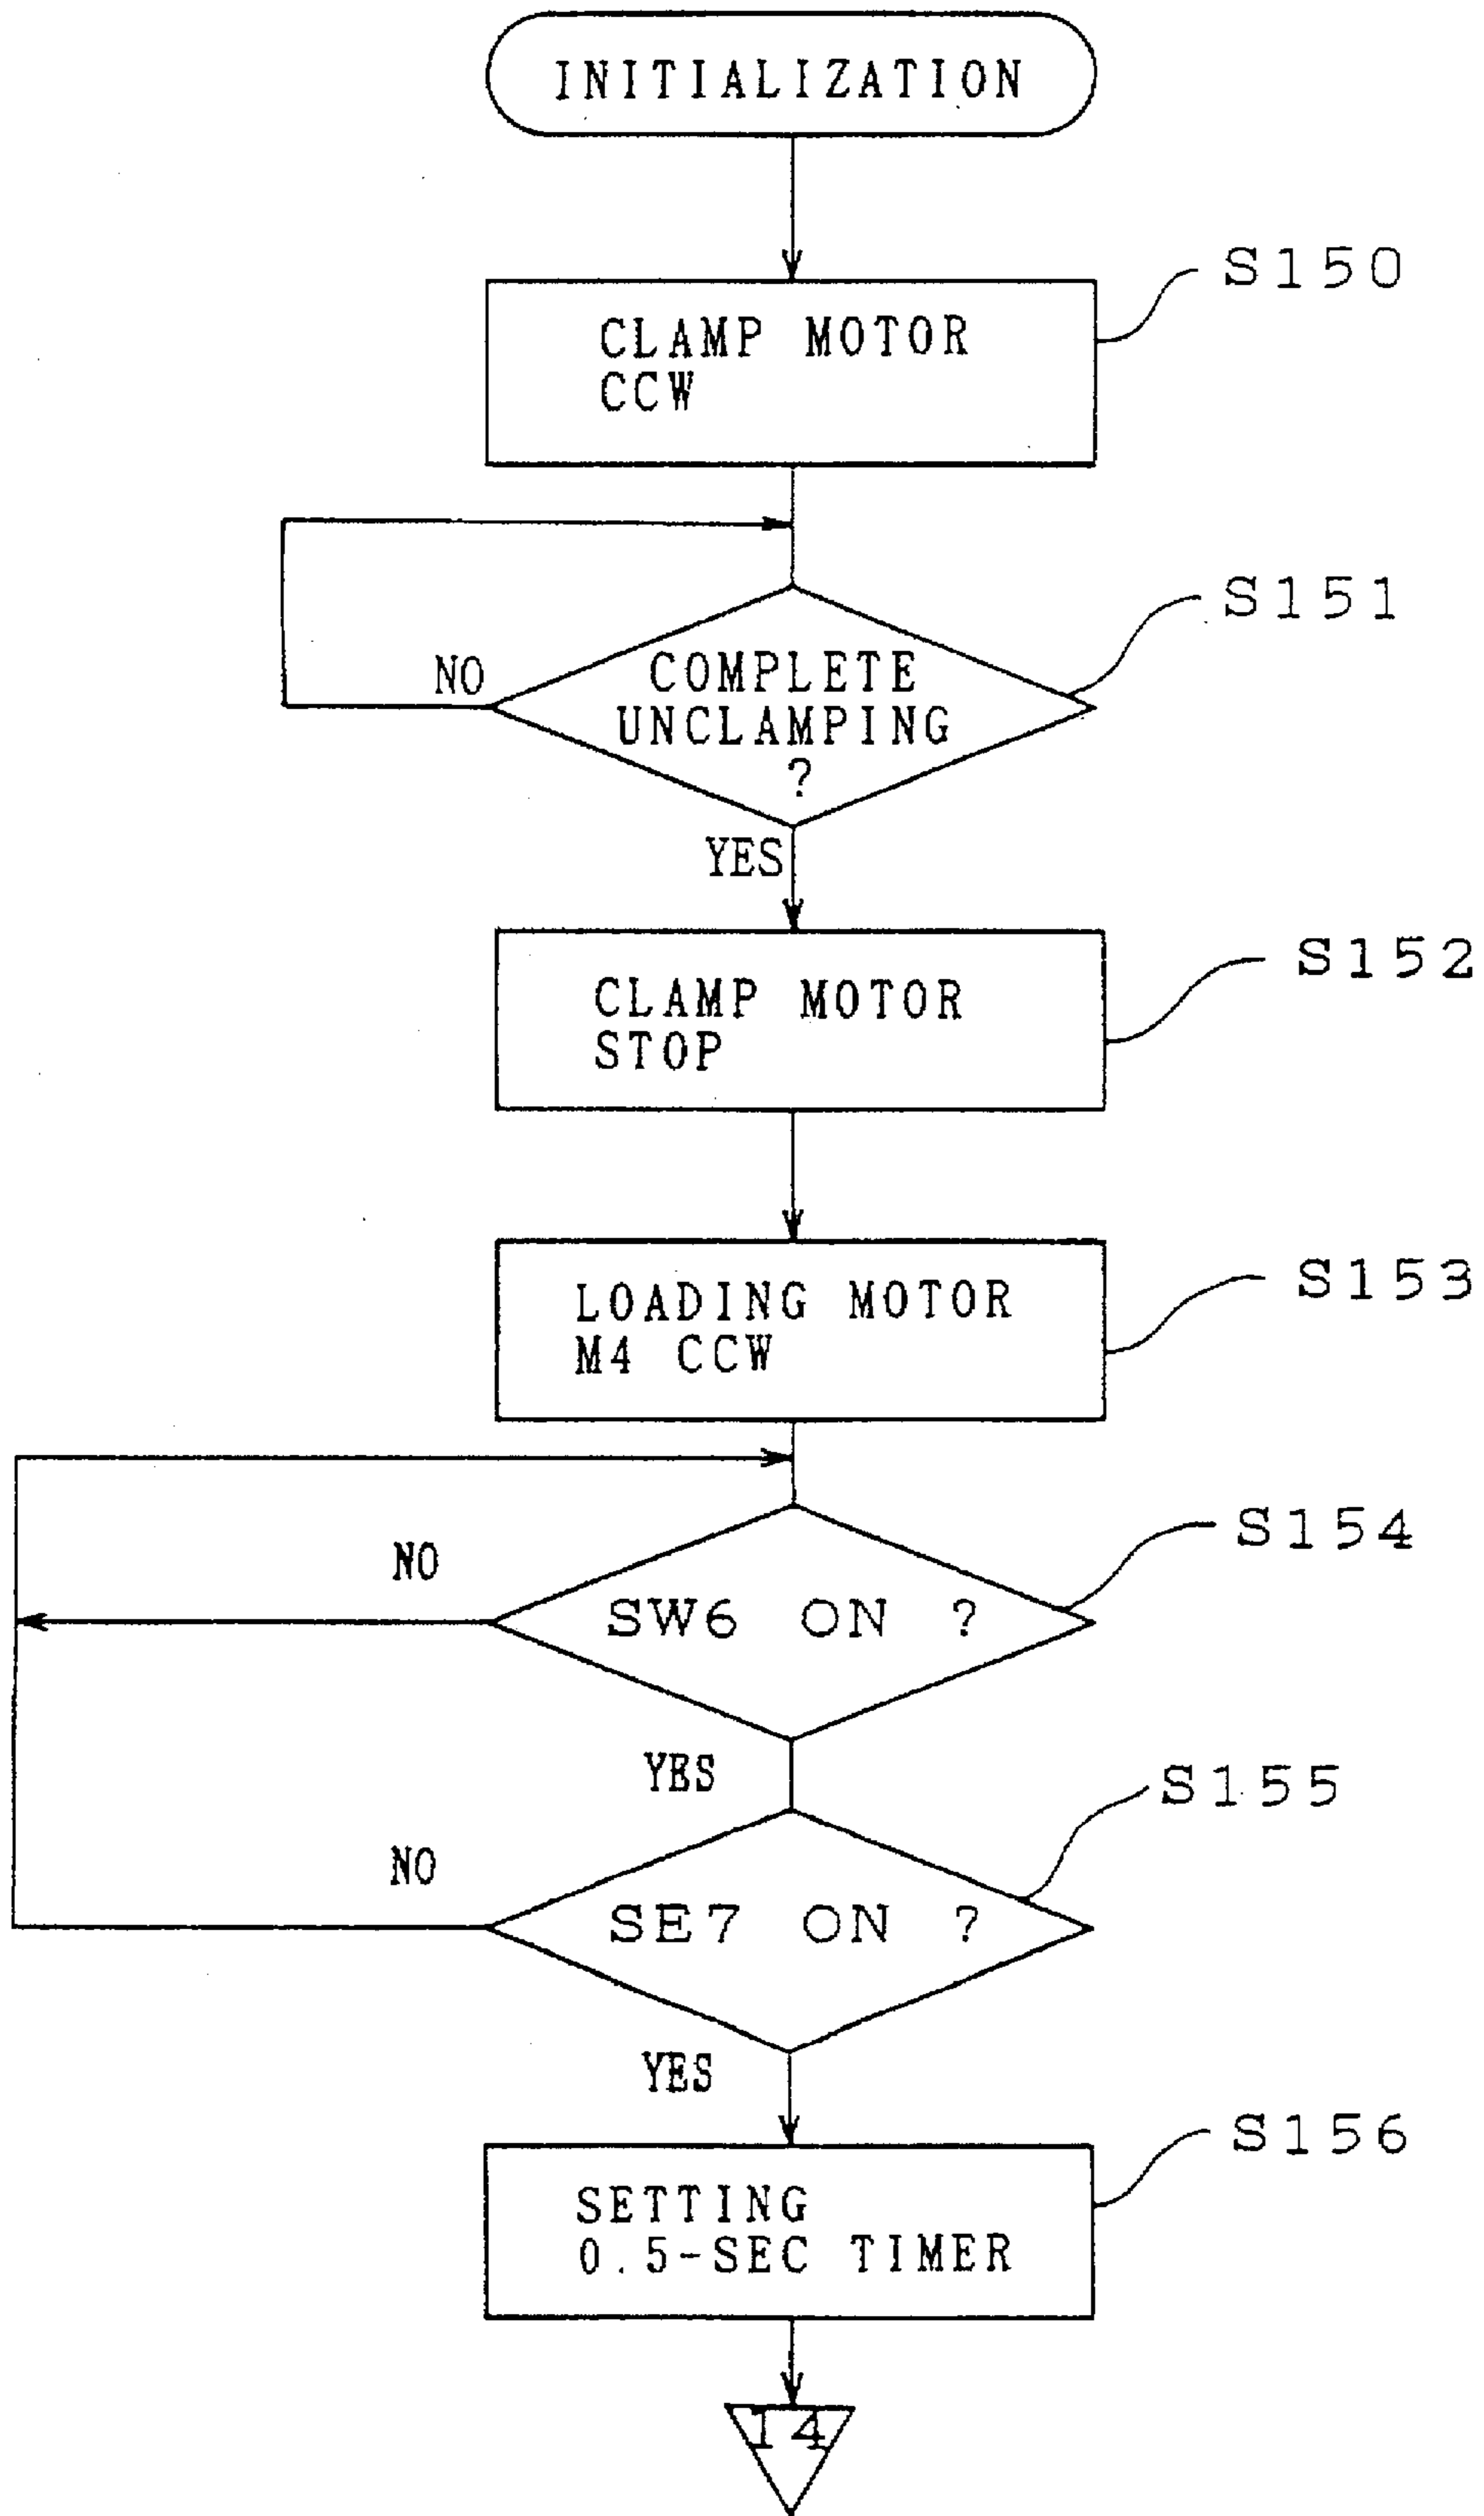 INITIALIZATION
S150
CLAMP MOTOR
CCW
S151
NO
COMPLETE
UNCLAMPING
?
YES
S152
CLAMP MOTOR
STOP
S153
LOADING MOTOR
M4 CCW
S154
NO
SW6 ON ?
YES
S155
NO
SE7 ON ?
YES
S156
SETTING
0.5-SEC TIMER
14